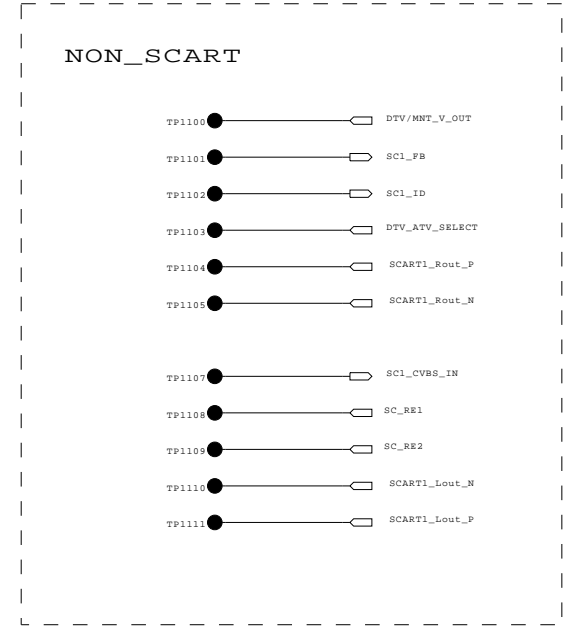 NON_SCART
TP1100 DTV/MNT_V_OUT
TP1101 SC1_FB
TP1102 SC1_ID
TP1103 DTV_ATV_SELECT
TP1104 SCART1_Rout_P
TP1105 SCART1_Rout_N
TP1107 SC1_CVBS_IN
TP1108 SC_RE1
TP1109 SC_RE2
TP1110 SCART1_Lout_N
TP1111 SCART1_Lout_P